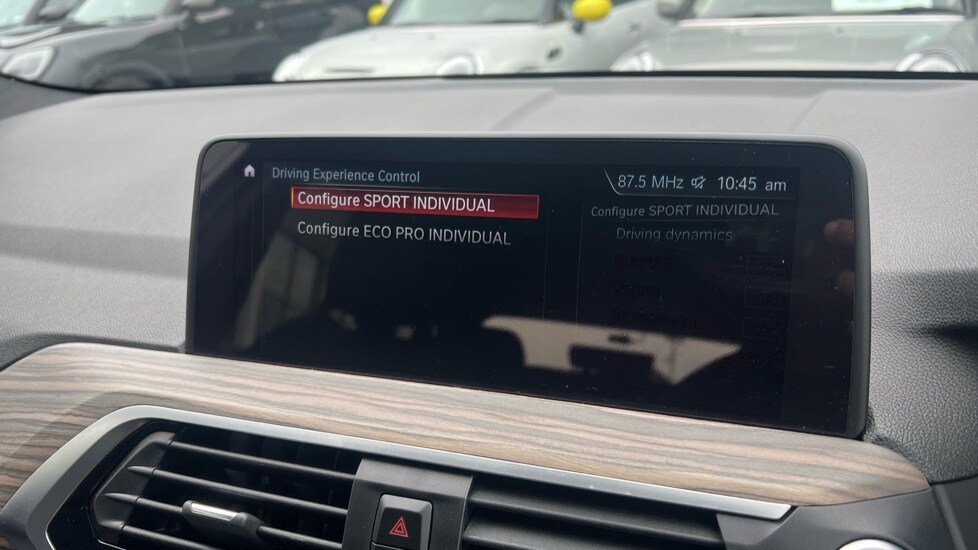 Driving Experience Control
Configure SPORT INDIVIDUAL
Configure ECO PRO INDIVIDUAL
87.5 MHz 10:45 am
Configure SPORT INDIVIDUAL
Driving dynamics